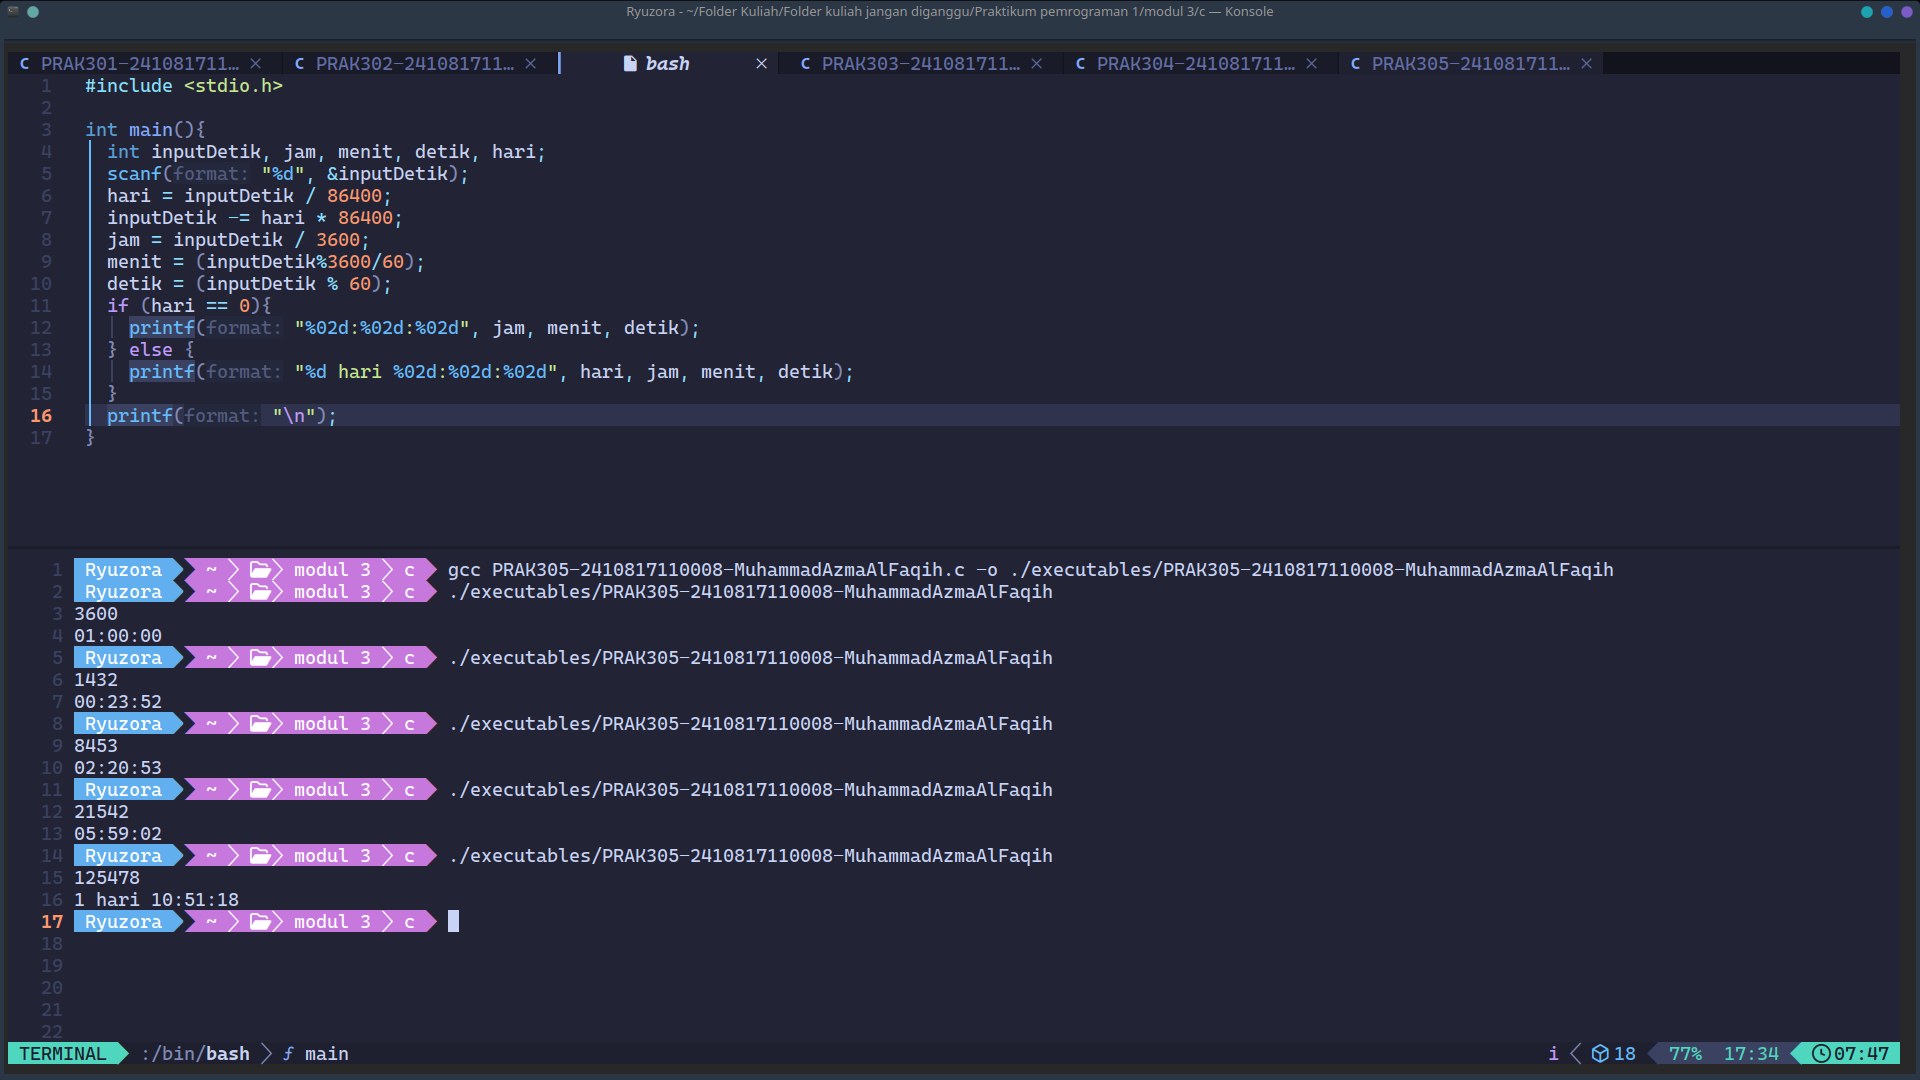 Ryuzora - ~/Folder Kuliah/Folder kuliah jangan diganggu/Praktikum pemrograman 1/modul 3/c — Konsole
C PRAK301-241081711… × C PRAK302-241081711… × bash × C PRAK303-241081711… × C PRAK304-241081711… × C PRAK305-241081711… ×
1 #include <stdio.h>
2
3 int main(){
4 int inputDetik, jam, menit, detik, hari;
5 scanf(format: "%d", &inputDetik);
6 hari = inputDetik / 86400;
7 inputDetik -= hari * 86400;
8 jam = inputDetik / 3600;
9 menit = (inputDetik%3600/60);
10 detik = (inputDetik % 60);
11 if (hari == 0){
12 printf(format: "%02d:%02d:%02d", jam, menit, detik);
13 } else {
14 printf(format: "%d hari %02d:%02d:%02d", hari, jam, menit, detik);
15 }
16 printf(format: "\n");
17 }
1 Ryuzora ~ modul 3 c gcc PRAK305-2410817110008-MuhammadAzmaAlFaqih.c -o ./executables/PRAK305-2410817110008-MuhammadAzmaAlFaqih
2 Ryuzora ~ modul 3 c ./executables/PRAK305-2410817110008-MuhammadAzmaAlFaqih
3 3600
4 01:00:00
5 Ryuzora ~ modul 3 c ./executables/PRAK305-2410817110008-MuhammadAzmaAlFaqih
6 1432
7 00:23:52
8 Ryuzora ~ modul 3 c ./executables/PRAK305-2410817110008-MuhammadAzmaAlFaqih
9 8453
10 02:20:53
11 Ryuzora ~ modul 3 c ./executables/PRAK305-2410817110008-MuhammadAzmaAlFaqih
12 21542
13 05:59:02
14 Ryuzora ~ modul 3 c ./executables/PRAK305-2410817110008-MuhammadAzmaAlFaqih
15 125478
16 1 hari 10:51:18
17 Ryuzora ~ modul 3 c
18
19
20
21
22
TERMINAL :/bin/bash ƒ main i 18 77% 17:34 07:47